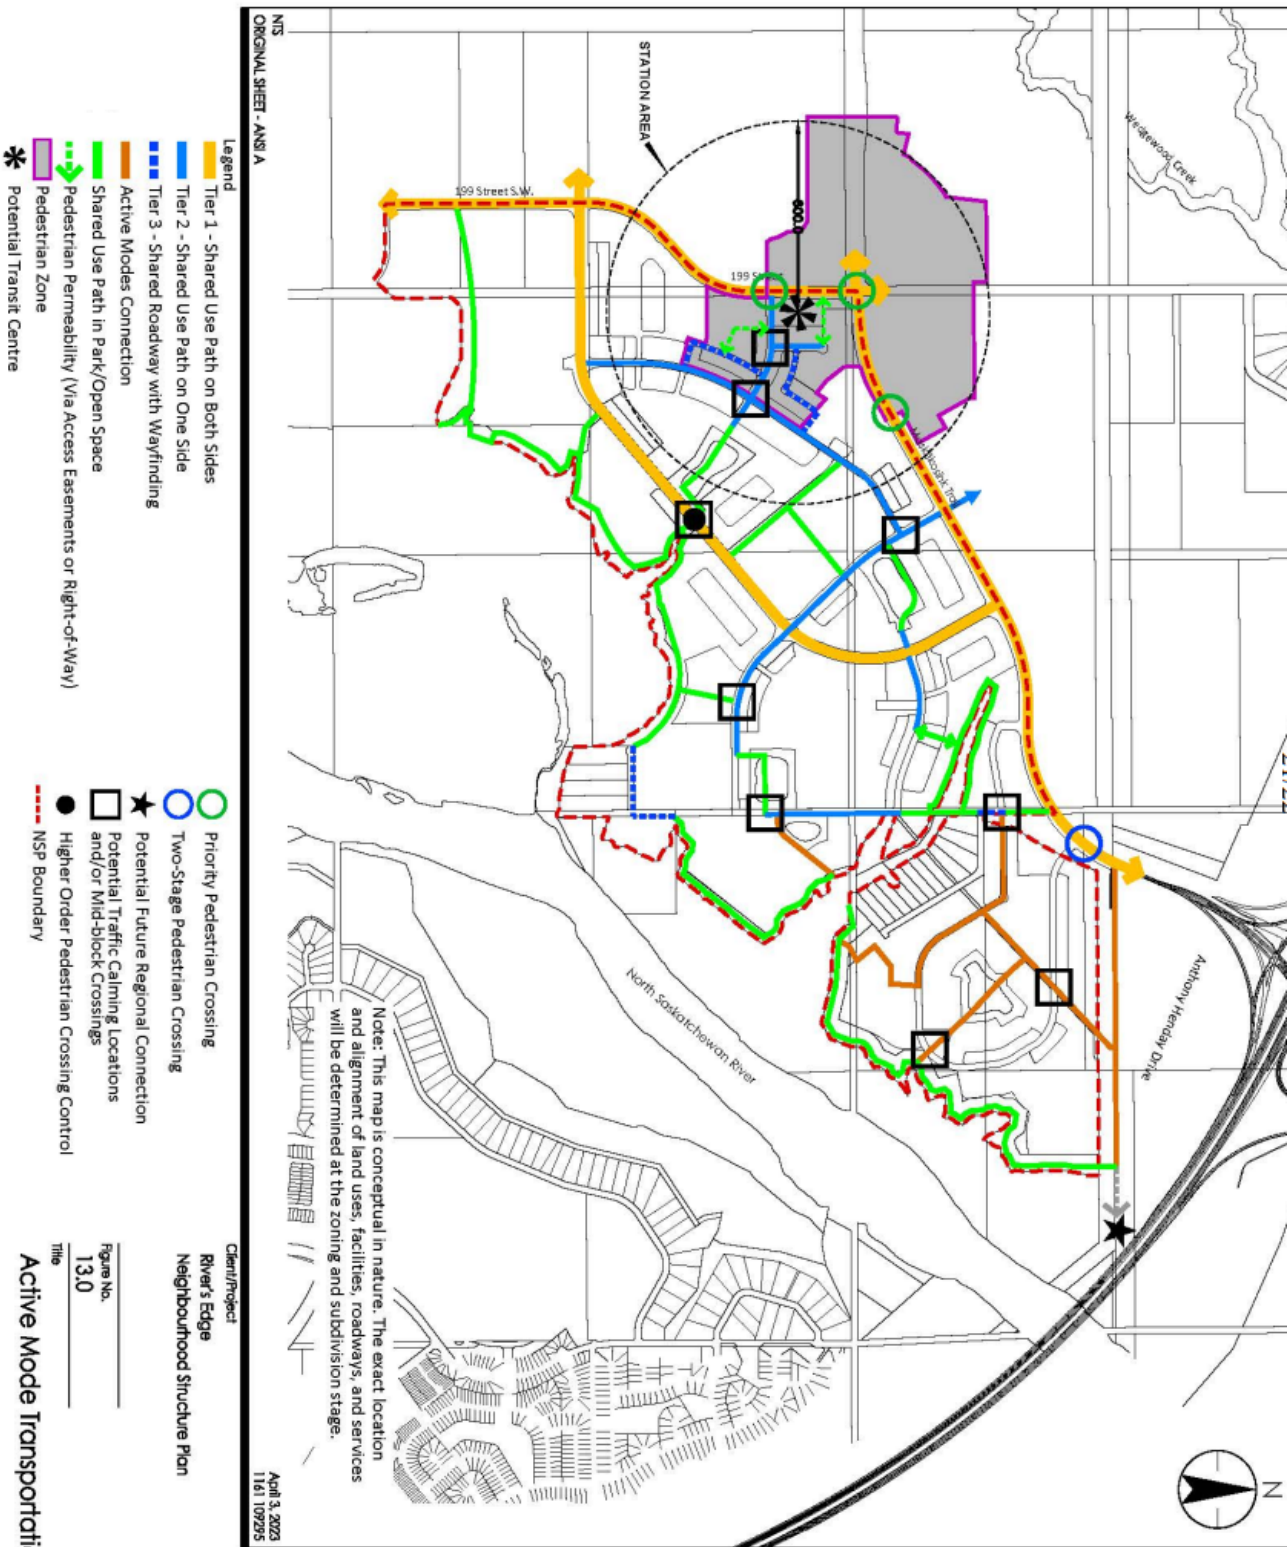 NTS
ORIGINAL SHEET - ANSI A
STATION AREA
Wedgewood Creek
199 Street S.W.
600.0
199 Street
Anthony Henday Drive
North Saskatchewan River
N
Note: This map is conceptual in nature. The exact location
and alignment of land uses, facilities, roadways, and services
will be determined at the zoning and subdivision stage.
April 3, 2023
1161 109295
Legend
Tier 1 - Shared Use Path on Both Sides
Tier 2 - Shared Use Path on One Side
Tier 3 - Shared Roadway with Wayfinding
Active Modes Connection
Shared Use Path in Park/Open Space
Pedestrian Permeability (Via Access Easements or Right-of-Way)
Pedestrian Zone
Potential Transit Centre
Priority Pedestrian Crossing
Two-Stage Pedestrian Crossing
Potential Future Regional Connection
Potential Traffic Calming Locations
and/or Mid-block Crossings
Higher Order Pedestrian Crossing Control
NSP Boundary
Client/Project
River's Edge
Neighbourhood Structure Plan
Figure No.
13.0
Title
Active Mode Transportati